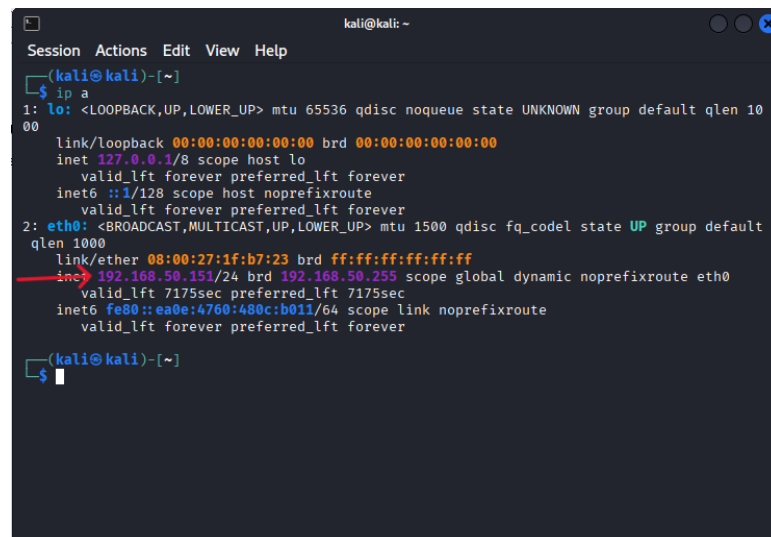 kali@kali: ~
Session Actions Edit View Help
┌──(kali㉿kali)-[~]
└─$ ip a
1: lo: <LOOPBACK,UP,LOWER_UP> mtu 65536 qdisc noqueue state UNKNOWN group default qlen 10
00
    link/loopback 00:00:00:00:00:00 brd 00:00:00:00:00:00
    inet 127.0.0.1/8 scope host lo
       valid_lft forever preferred_lft forever
    inet6 ::1/128 scope host noprefixroute
       valid_lft forever preferred_lft forever
2: eth0: <BROADCAST,MULTICAST,UP,LOWER_UP> mtu 1500 qdisc fq_codel state UP group default
 qlen 1000
    link/ether 08:00:27:1f:b7:23 brd ff:ff:ff:ff:ff:ff
    inet 192.168.50.151/24 brd 192.168.50.255 scope global dynamic noprefixroute eth0
       valid_lft 7175sec preferred_lft 7175sec
    inet6 fe80::ea0e:4760:480c:b011/64 scope link noprefixroute
       valid_lft forever preferred_lft forever
┌──(kali㉿kali)-[~]
└─$